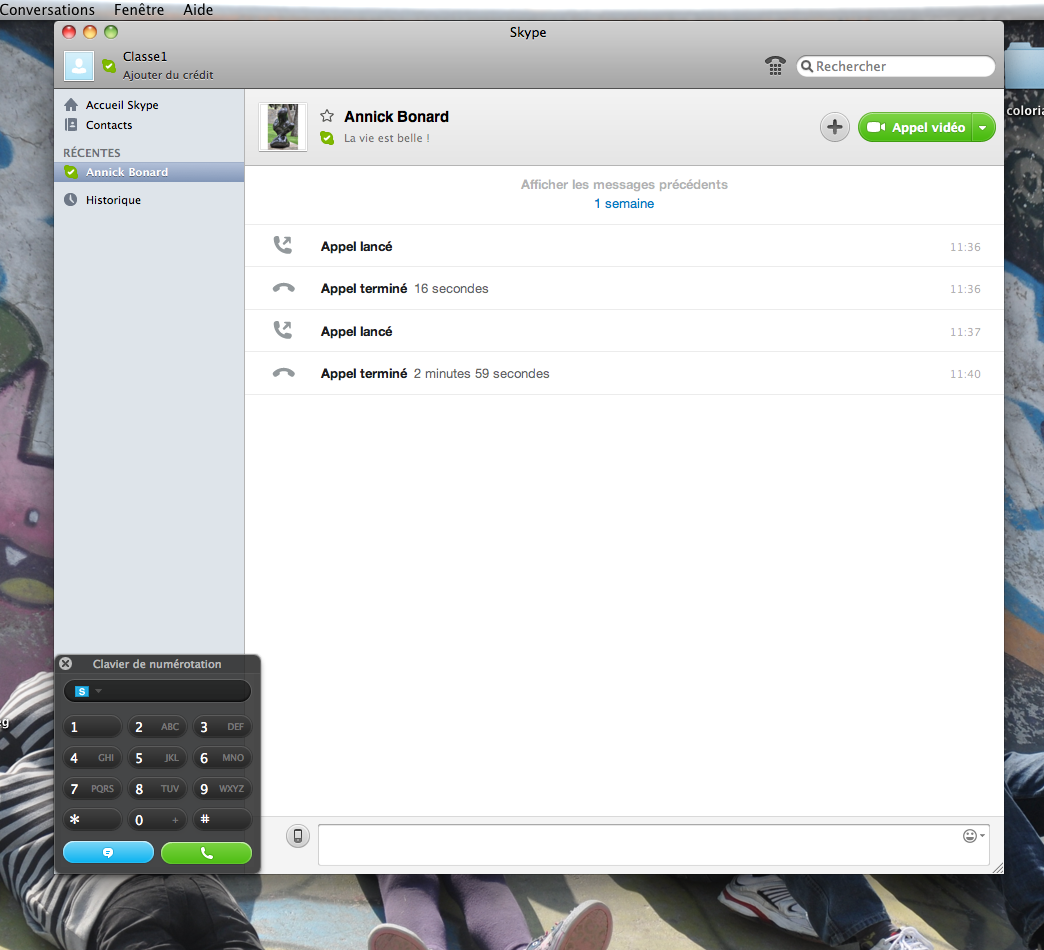 Conversations Fenêtre Aide
Skype
Classe1
Ajouter du crédit
Rechercher
Accueil Skype
Contacts
RÉCENTES
Annick Bonard
Historique
Annick Bonard
La vie est belle !
Appel vidéo
Afficher les messages précédents
1 semaine
Appel lancé 11:36
Appel terminé 16 secondes 11:36
Appel lancé 11:37
Appel terminé 2 minutes 59 secondes 11:40
Clavier de numérotation
S
1 2 ABC 3 DEF
4 GHI 5 JKL 6 MNO
7 PQRS 8 TUV 9 WXYZ
* 0 + #